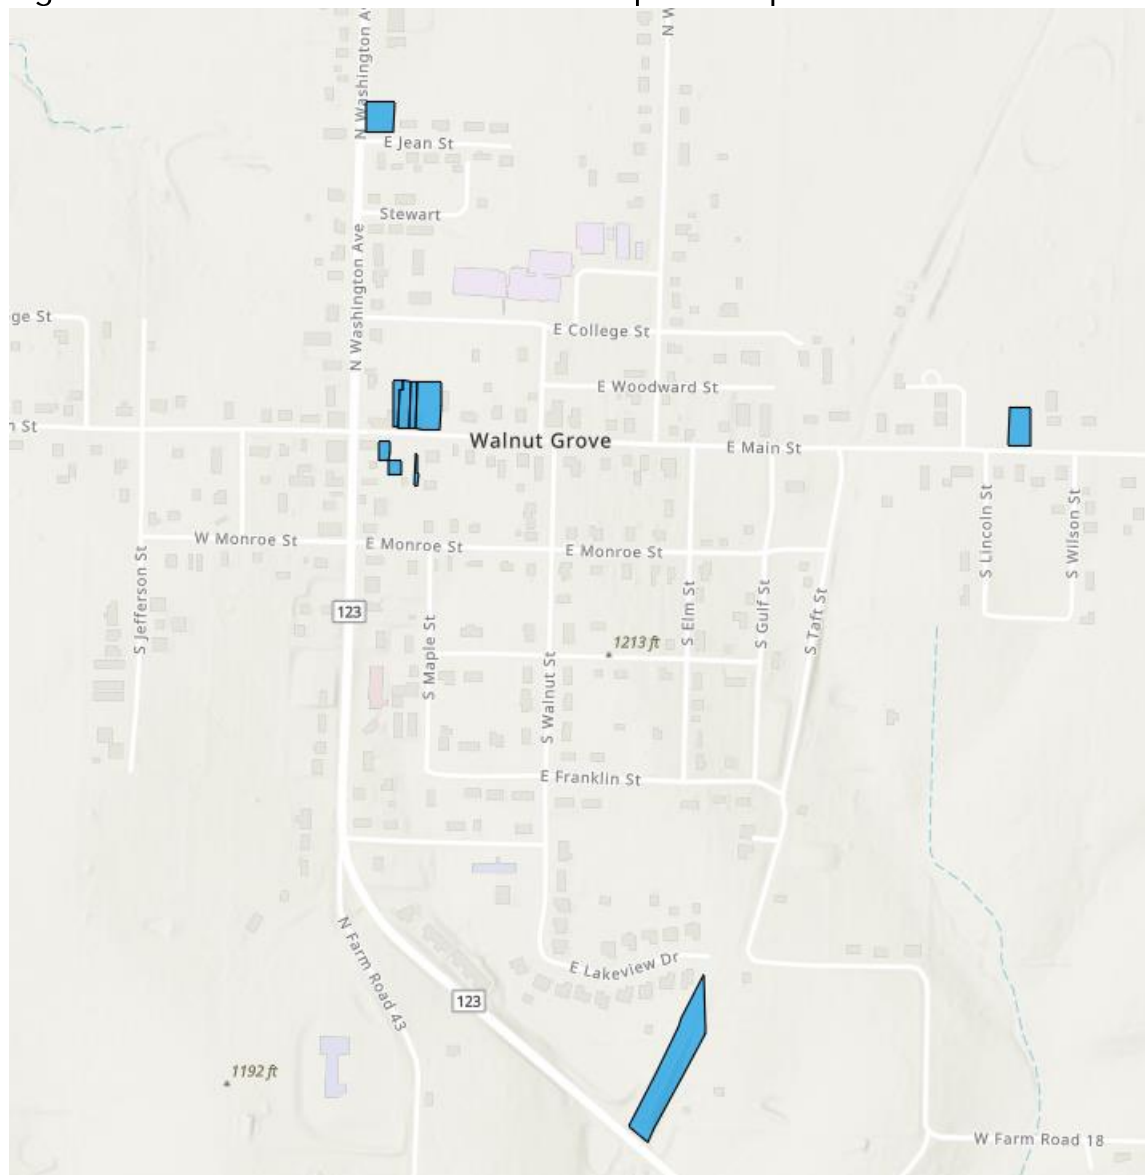 N Washington A
N W
E Jean St
Stewart
N Washington Ave
ge St
E College St
E Woodward St
n St
Walnut Grove
E Main St
S Lincoln St
S Wilson St
W Monroe St
E Monroe St
E Monroe St
S Jefferson St
123
S Elm St
S Gulf St
S Taft St
1213 ft
S Maple St
S Walnut St
E Franklin St
N Farm Road 43
E Lakeview Dr
123
1192 ft
W Farm Road 18